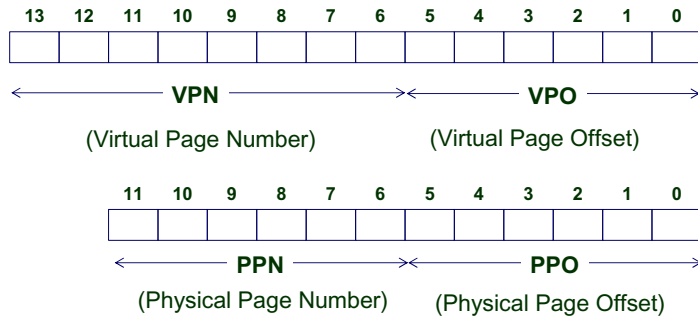 13 12 11 10 9 8 7 6 5 4 3 2 1 0
VPN VPO
(Virtual Page Number) (Virtual Page Offset)
11 10 9 8 7 6 5 4 3 2 1 0
PPN PPO
(Physical Page Number) (Physical Page Offset)